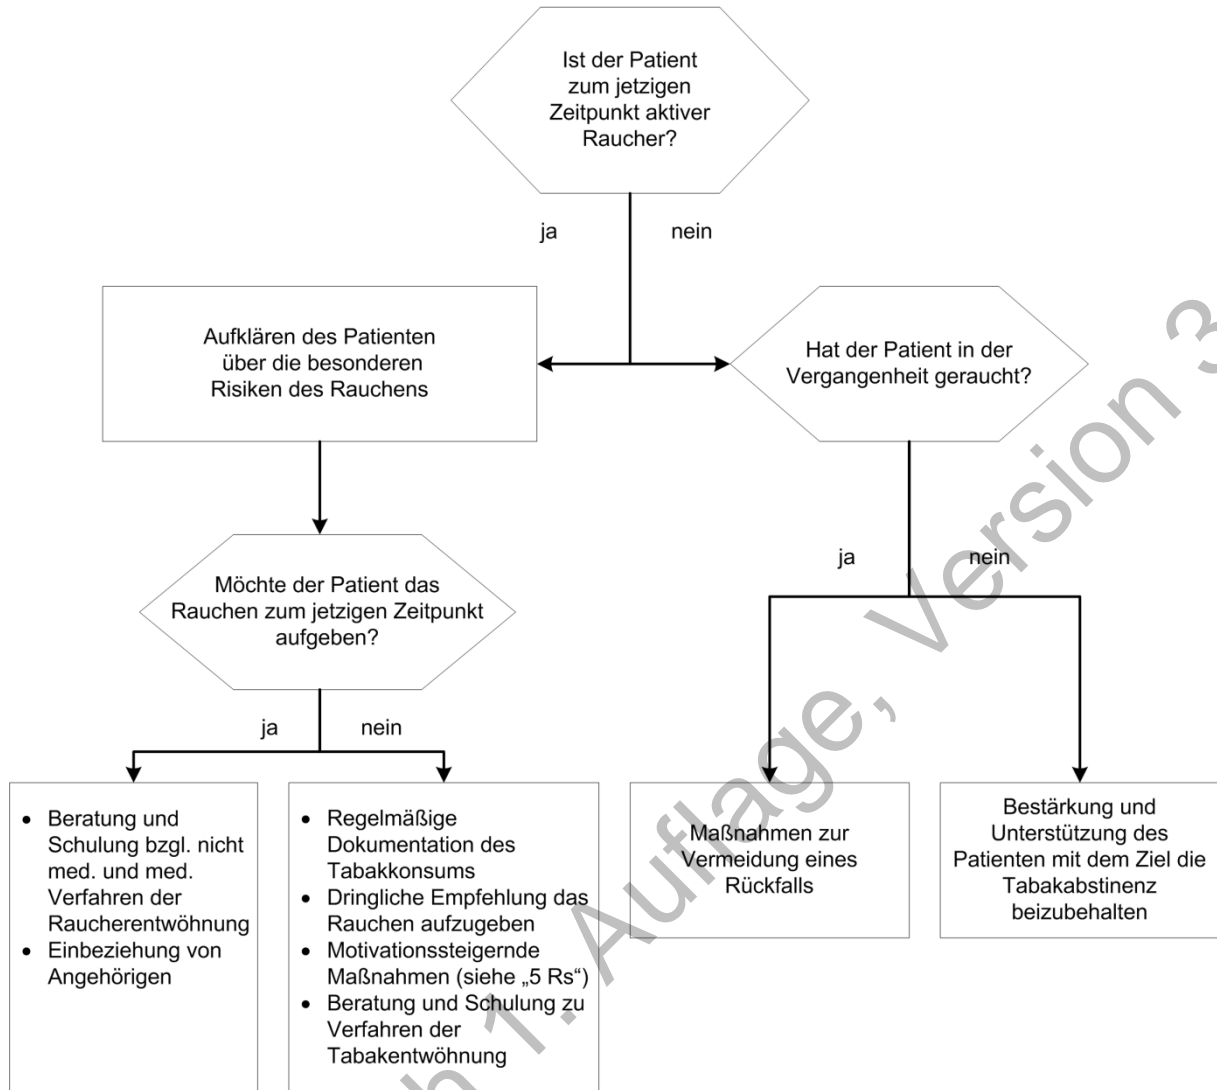 Ist der Patient
zum jetzigen
Zeitpunkt aktiver
Raucher?
ja
nein
Aufklären des Patienten
über die besonderen
Risiken des Rauchens
Hat der Patient in der
Vergangenheit geraucht?
Möchte der Patient das
Rauchen zum jetzigen Zeitpunkt
aufgeben?
ja
nein
ja
nein
• Beratung und
Schulung bzgl. nicht
med. und med.
Verfahren der
Raucherentwöhnung
• Einbeziehung von
Angehörigen
• Regelmäßige
Dokumentation des
Tabakkonsums
• Dringliche Empfehlung das
Rauchen aufzugeben
• Motivationssteigernde
Maßnahmen (siehe „5 Rs“)
• Beratung und Schulung zu
Verfahren der
Tabakentwöhnung
Maßnahmen zur
Vermeidung eines
Rückfalls
Bestärkung und
Unterstützung des
Patienten mit dem Ziel die
Tabakabstinenz
beizubehalten
1. Auflage, Version 3